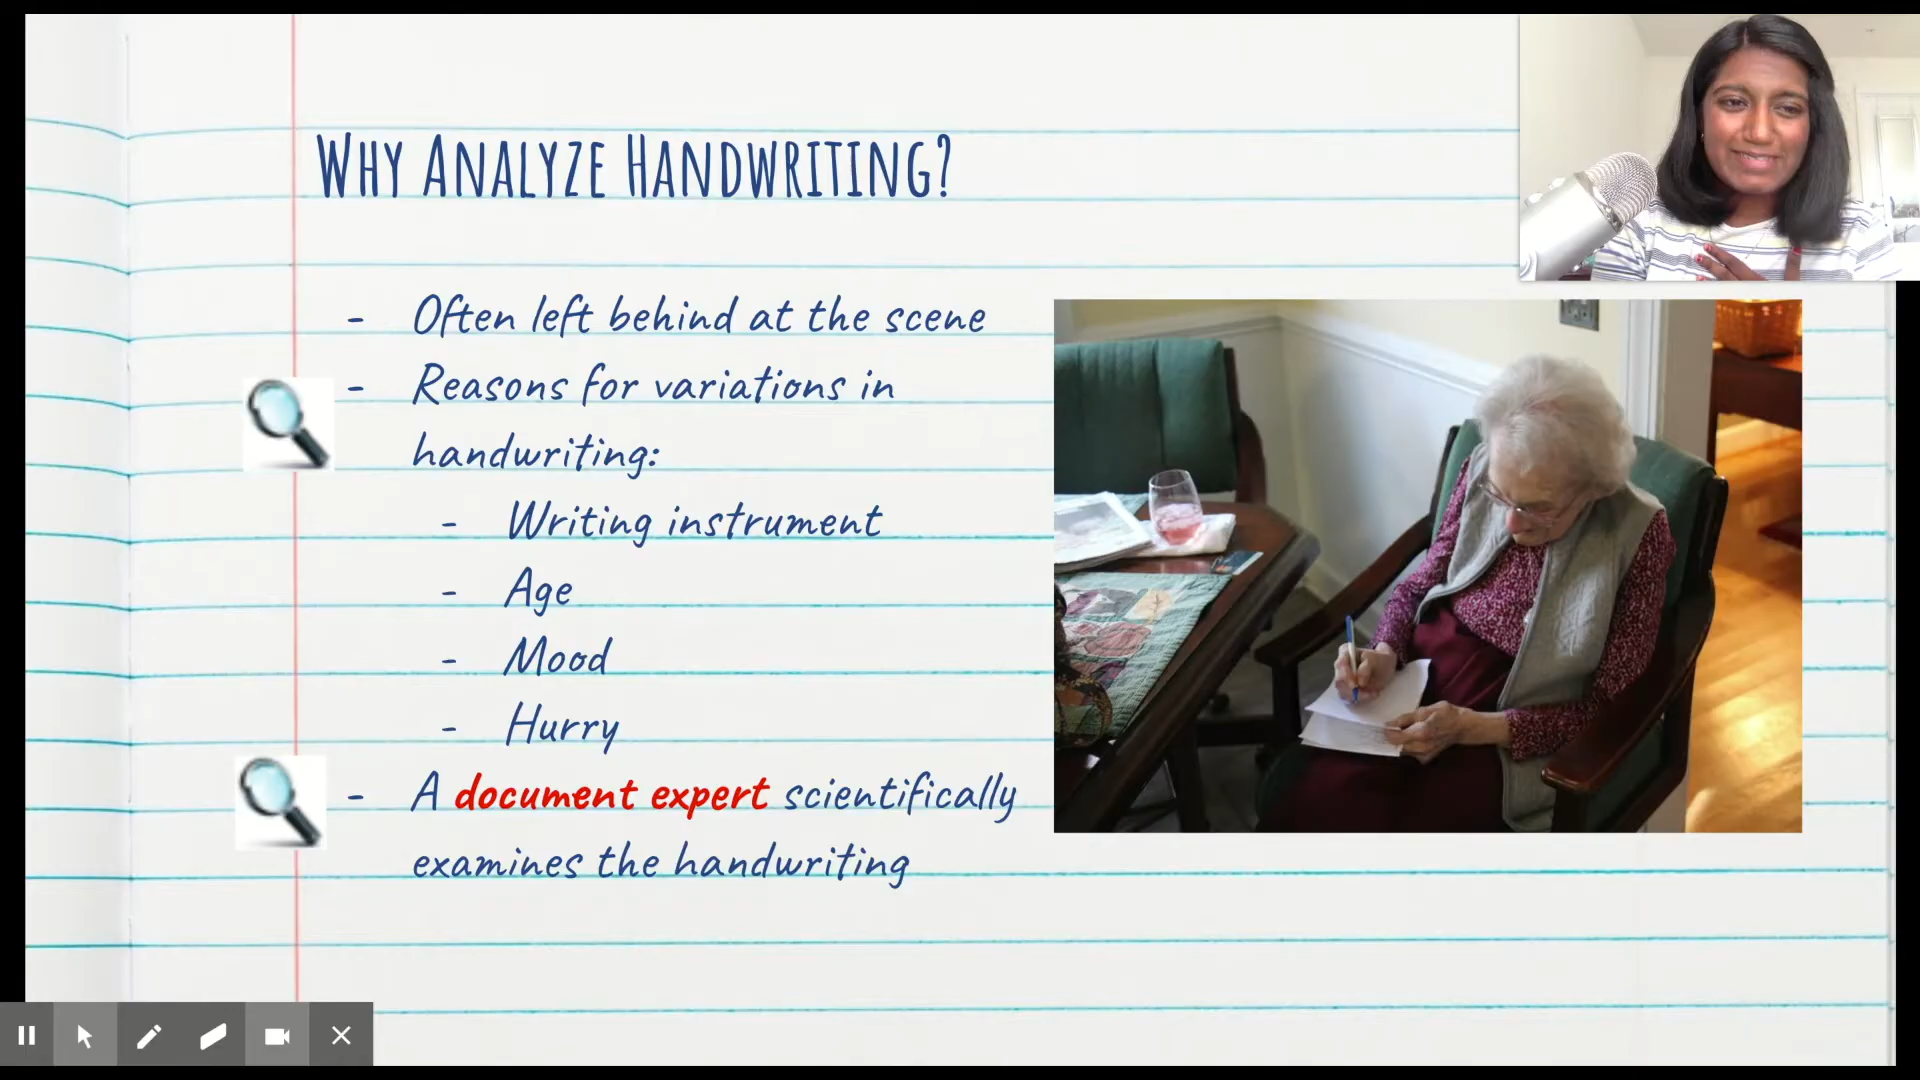 WHY ANALYZE HANDWRITING?
- Often left behind at the scene
- Reasons for variations in
handwriting:
- Writing instrument
- Age
- Mood
- Hurry
- A document expert scientifically
examines the handwriting